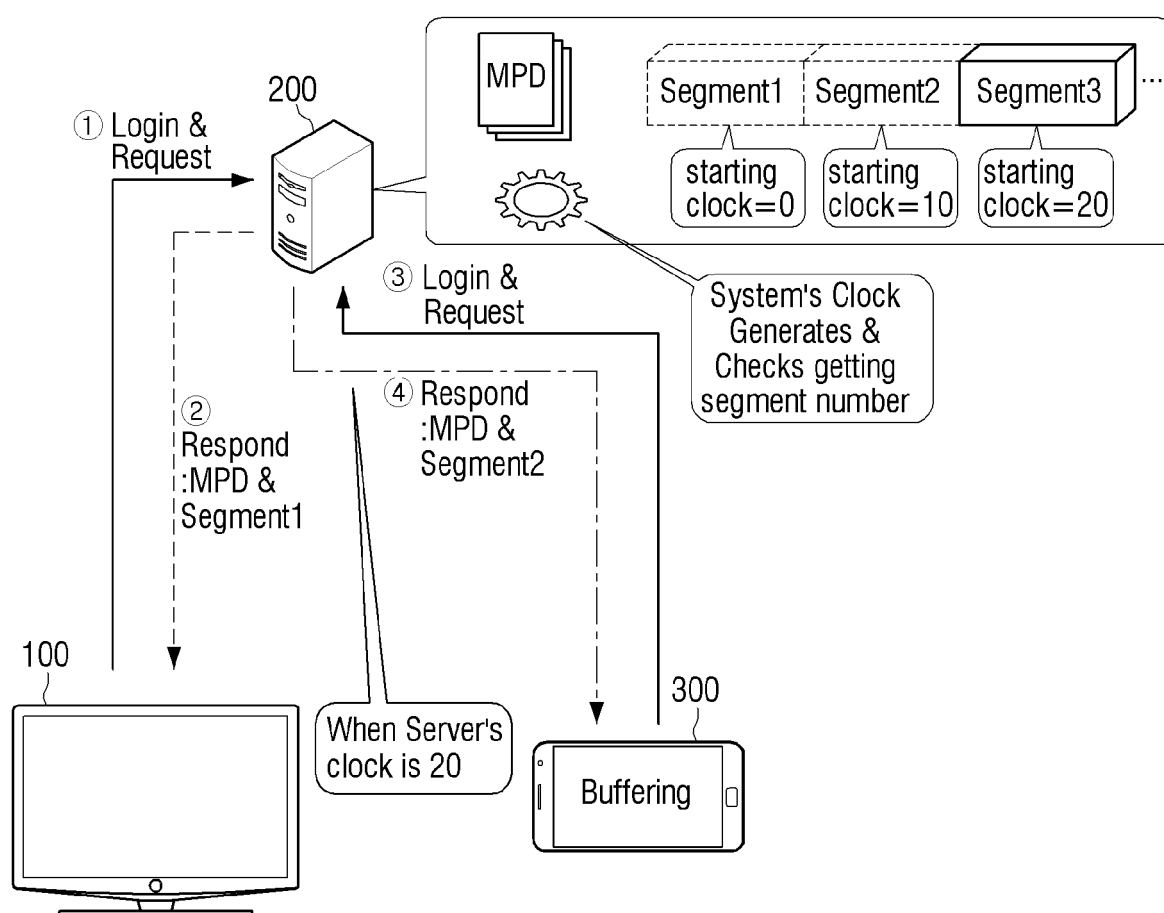 MPD
Segment1
Segment2
Segment3
...
starting
clock=0
starting
clock=10
starting
clock=20
200
① Login &
Request
③ Login &
Request
System's Clock
Generates &
Checks getting
segment number
②
Respond
:MPD &
Segment1
④ Respond
:MPD &
Segment2
100
When Server's
clock is 20
300
Buffering